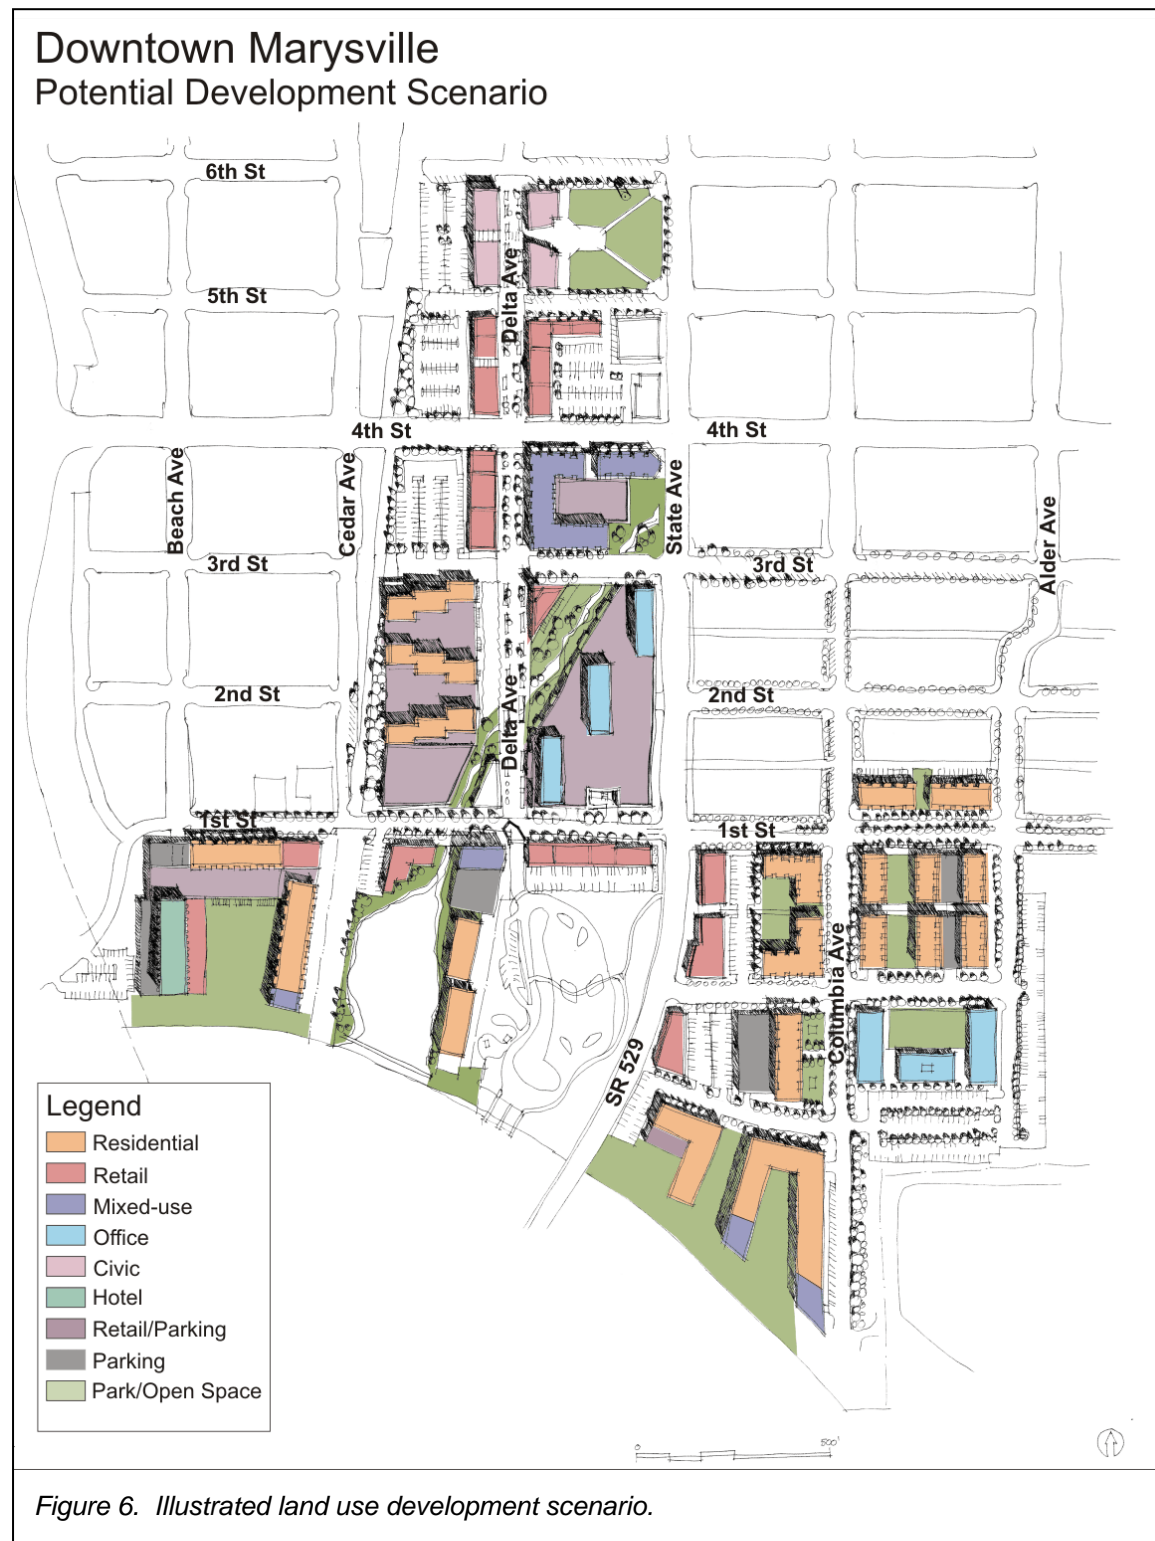 Downtown Marysville
Potential Development Scenario
6th St
5th St
Delta Ave
4th St
4th St
Beach Ave
Cedar Ave
State Ave
Alder Ave
3rd St
3rd St
2nd St
2nd St
Delta Ave
1st St
1st St
Columbia Ave
SR 529
Legend
Residential
Retail
Mixed-use
Office
Civic
Hotel
Retail/Parking
Parking
Park/Open Space
0 500'
Figure 6. Illustrated land use development scenario.